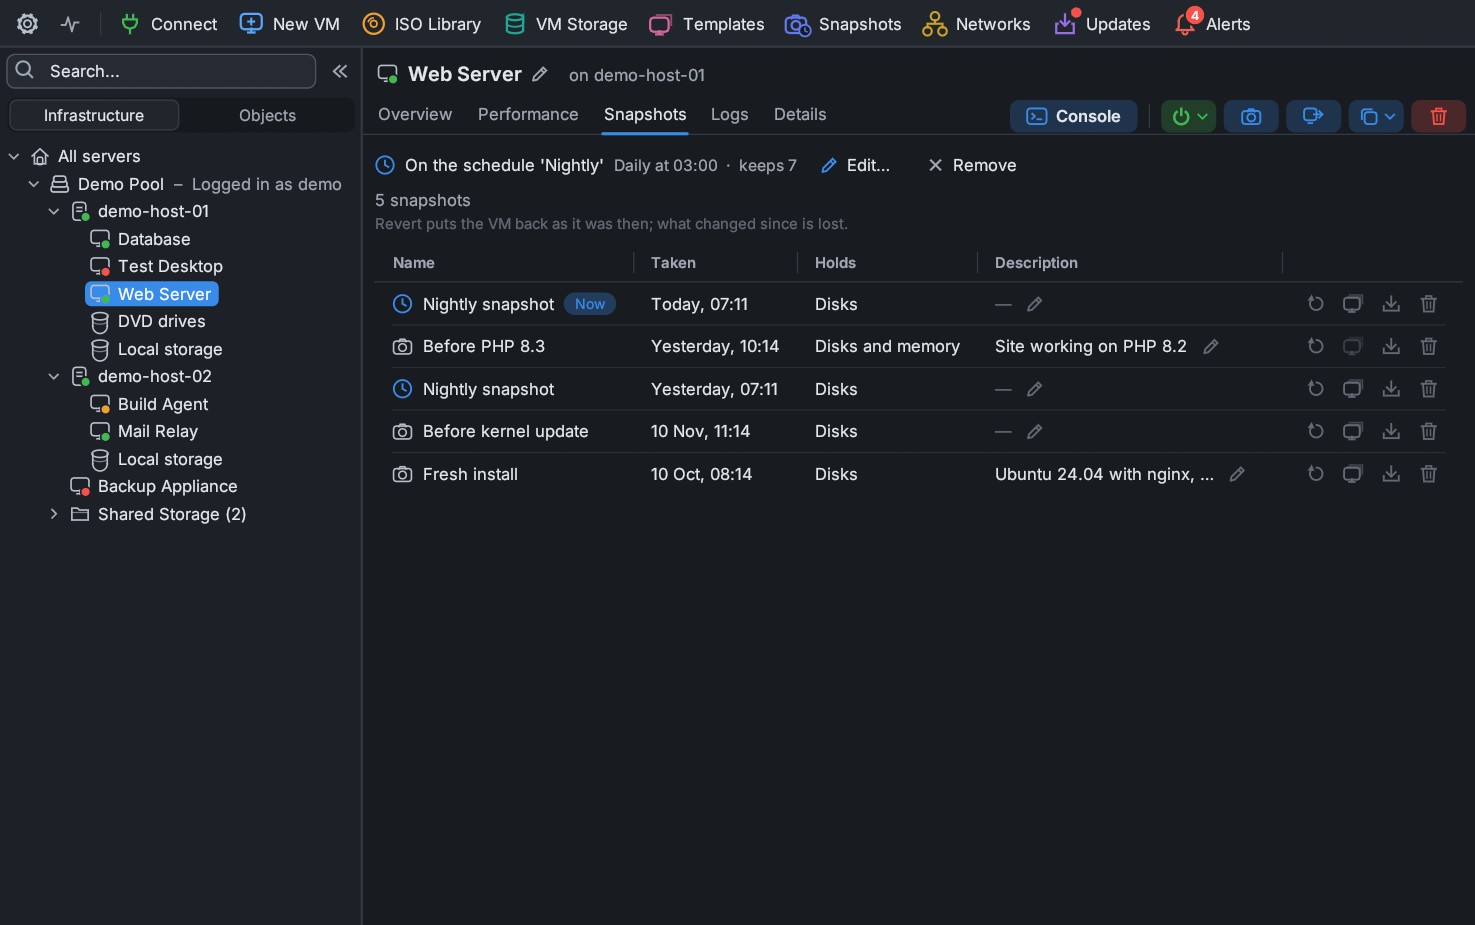 Connect New VM ISO Library VM Storage Templates Snapshots Networks Updates 4 Alerts
Search...
Infrastructure Objects
All servers
Demo Pool – Logged in as demo
demo-host-01
Database
Test Desktop
Web Server
DVD drives
Local storage
demo-host-02
Build Agent
Mail Relay
Local storage
Backup Appliance
Shared Storage (2)
Web Server on demo-host-01
Overview Performance Snapshots Logs Details Console
On the schedule 'Nightly' Daily at 03:00 · keeps 7 Edit... Remove
5 snapshots
Revert puts the VM back as it was then; what changed since is lost.
Name Taken Holds Description
Nightly snapshot Now Today, 07:11 Disks —
Before PHP 8.3 Yesterday, 10:14 Disks and memory Site working on PHP 8.2
Nightly snapshot Yesterday, 07:11 Disks —
Before kernel update 10 Nov, 11:14 Disks —
Fresh install 10 Oct, 08:14 Disks Ubuntu 24.04 with nginx, ...